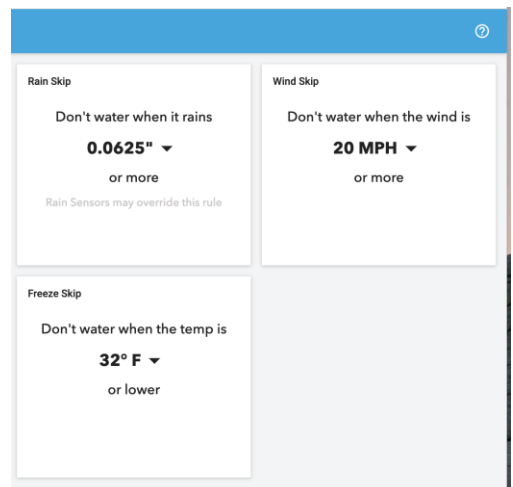 Rain Skip
Don't water when it rains
0.0625"
or more
Rain Sensors may override this rule
Wind Skip
Don't water when the wind is
20 MPH
or more
Freeze Skip
Don't water when the temp is
32° F
or lower